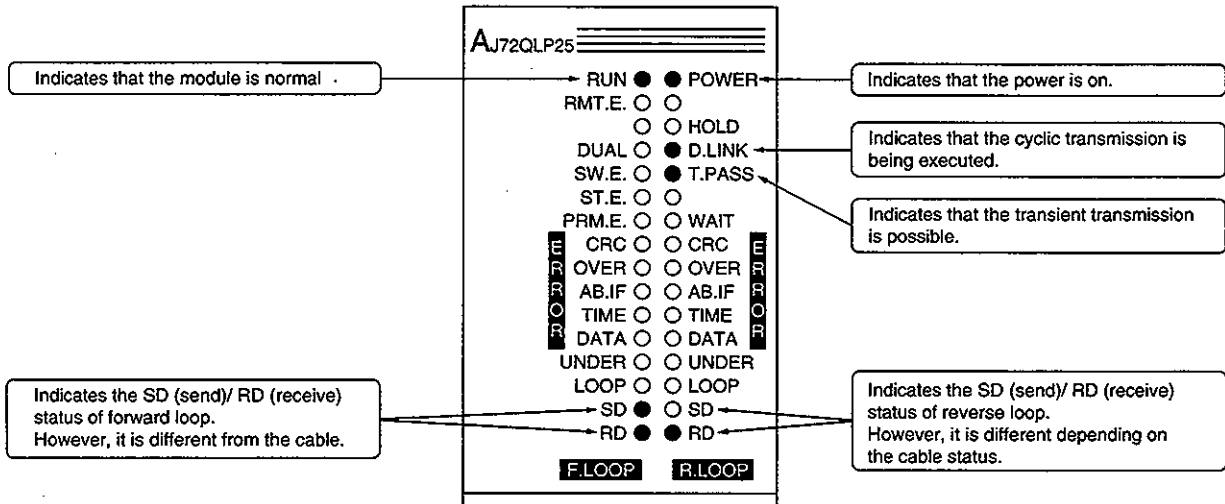 AJ72QLP25
Indicates that the module is normal
RUN POWER
Indicates that the power is on.
RMT.E.
HOLD
DUAL D.LINK
Indicates that the cyclic transmission is
being executed.
SW.E. T.PASS
ST.E.
Indicates that the transient transmission
is possible.
PRM.E. WAIT
CRC CRC
OVER OVER
AB.IF AB.IF
TIME TIME
DATA DATA
ERROR ERROR
UNDER UNDER
LOOP LOOP
SD SD
RD RD
Indicates the SD (send)/ RD (receive)
status of forward loop.
However, it is different from the cable.
Indicates the SD (send)/ RD (receive)
status of reverse loop.
However, it is different depending on
the cable status.
F.LOOP R.LOOP